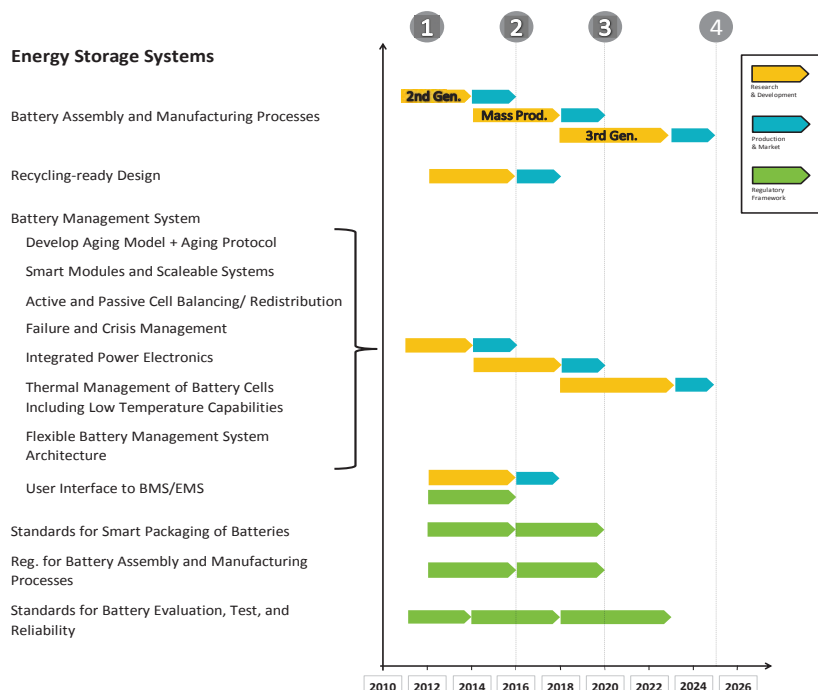 1 2 3 4
Energy Storage Systems
Battery Assembly and Manufacturing Processes
2nd Gen.
Mass Prod.
3rd Gen.
Research
& Development
Production
& Market
Regulatory
Framework
Recycling-ready Design
Battery Management System
Develop Aging Model + Aging Protocol
Smart Modules and Scaleable Systems
Active and Passive Cell Balancing/ Redistribution
Failure and Crisis Management
Integrated Power Electronics
Thermal Management of Battery Cells
Including Low Temperature Capabilities
Flexible Battery Management System
Architecture
User Interface to BMS/EMS
Standards for Smart Packaging of Batteries
Reg. for Battery Assembly and Manufacturing
Processes
Standards for Battery Evaluation, Test, and
Reliability
2010 2012 2014 2016 2018 2020 2022 2024 2026